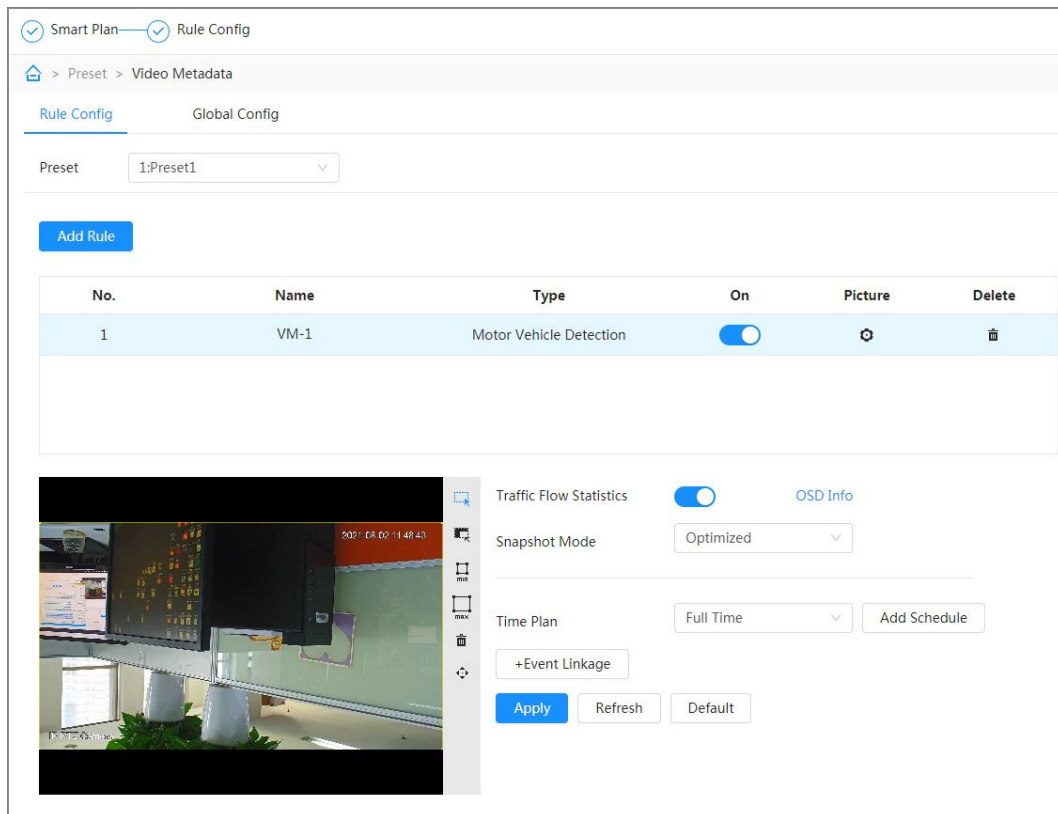 Smart Plan Rule Config
> Preset > Video Metadata
Rule Config Global Config
Preset 1:Preset1
Add Rule
No. Name Type On Picture Delete
1 VM-1 Motor Vehicle Detection
Traffic Flow Statistics OSD Info
2021-08-02 11:48:43
Snapshot Mode Optimized
min
max
Time Plan Full Time Add Schedule
+Event Linkage
Apply Refresh Default